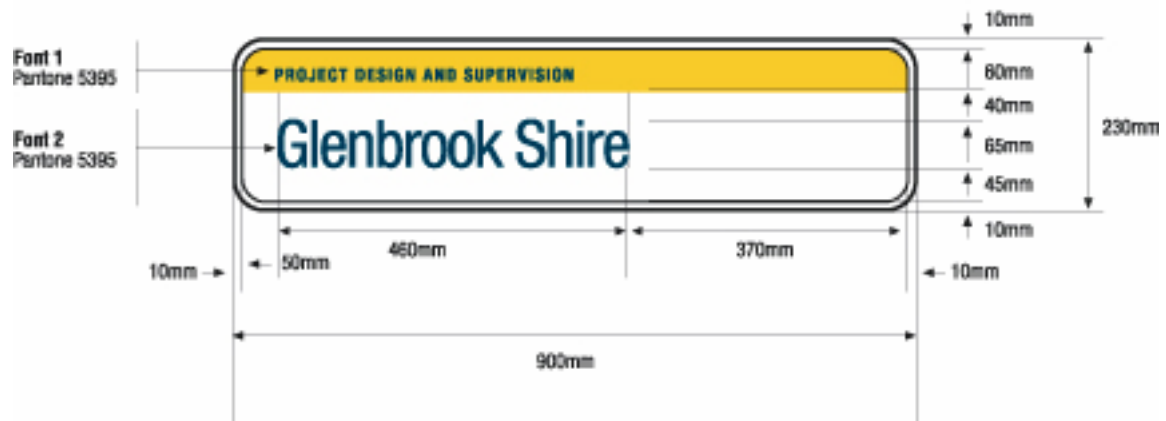 Font 1
Pantone 5395
PROJECT DESIGN AND SUPERVISION
Font 2
Pantone 5395
Glenbrook Shire
10mm
60mm
40mm
65mm
45mm
10mm
230mm
460mm
370mm
10mm
50mm
10mm
900mm